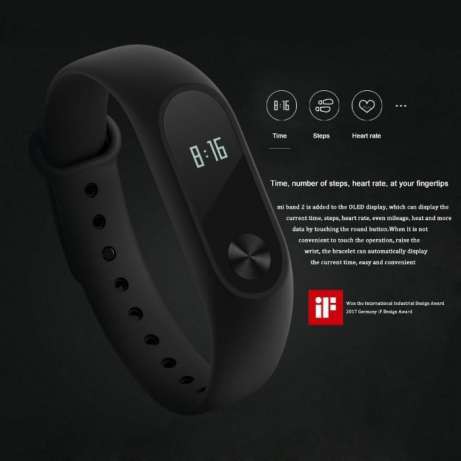 8:16
8:16
Time Steps Heart rate
Time, number of steps, heart rate, at your fingertips
mi band 2 is added to the OLED display, which can display the
current time, steps, heart rate, even mileage, heat and more
data by touching the round button.When it is not
convenient to touch the operation, raise the
wrist, the bracelet can automatically display
the current time, easy and convenient
iF
Won the International Industrial Design Award
2017 Germany iF Design Award